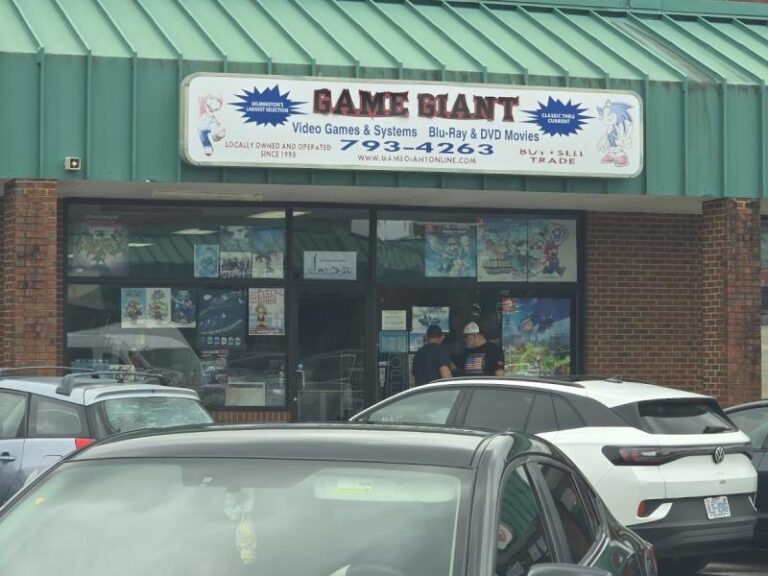 WILMINGTON'S
LARGEST SELECTION
GAME GIANT
CLASSIC THRU
CURRENT
Video Games & Systems Blu-Ray & DVD Movies
LOCALLY OWNED AND OPERATED
SINCE 1995
793-4263
WWW.GAMEGIANTONLINE.COM
BUY • SELL
TRADE